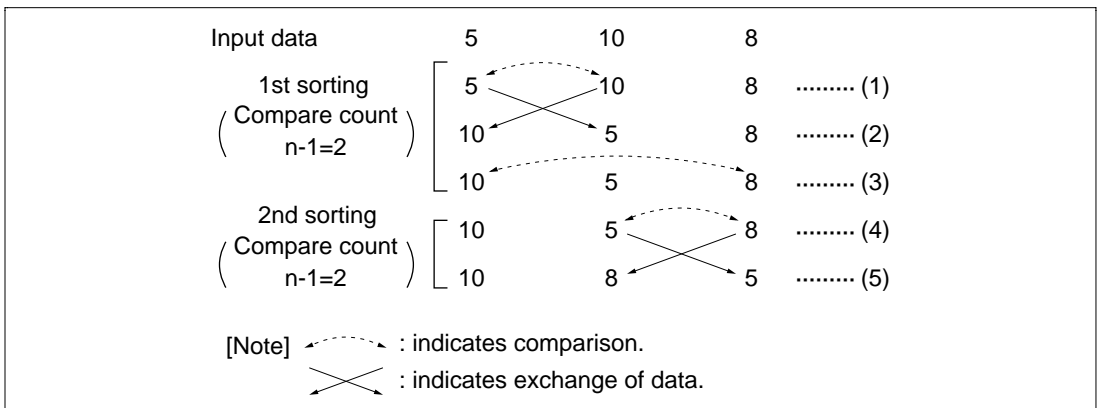 Input data 5 10 8
1st sorting
5 10 8 ········· (1)
Compare count
10 5 8 ········· (2)
n-1=2
10 5 8 ········· (3)
2nd sorting
10 5 8 ········· (4)
Compare count
n-1=2
10 8 5 ········· (5)
[Note] : indicates comparison.
: indicates exchange of data.